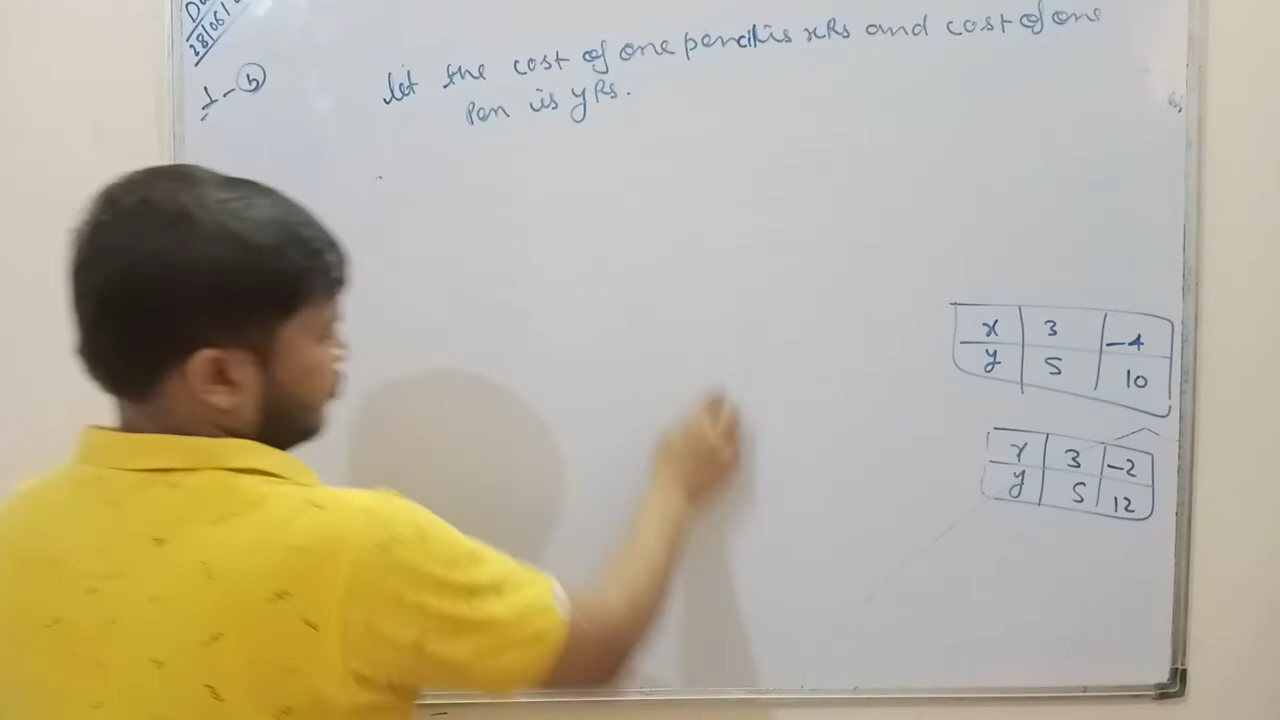 28/06/
1-(b)
let the cost of one pencil is x Rs and cost of one
Pen is y Rs.
x 3 -4
y 5 10
x 3 -2
y 5 12